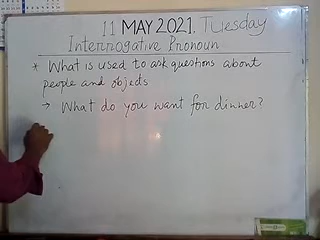 11 MAY 2021. Tuesday
Interrogative Pronoun
* What is used to ask questions about
people and objects
→ What do you want for dinner?